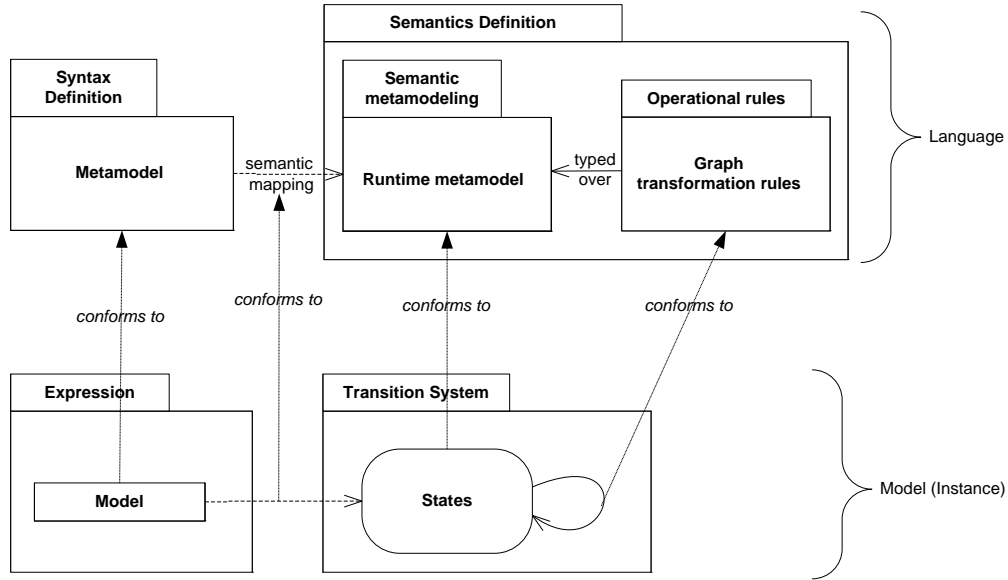 Semantics Definition
Syntax
Definition
Semantic
metamodeling
Operational rules
Language
Metamodel
semantic
mapping
Runtime metamodel
typed
over
Graph
transformation rules
conforms to
conforms to
conforms to
conforms to
Expression
Transition System
Model
States
Model (Instance)